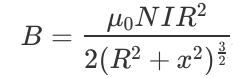 B = \frac{\mu_0 N I R^2}{2(R^2 + x^2)^{\frac{3}{2}}}